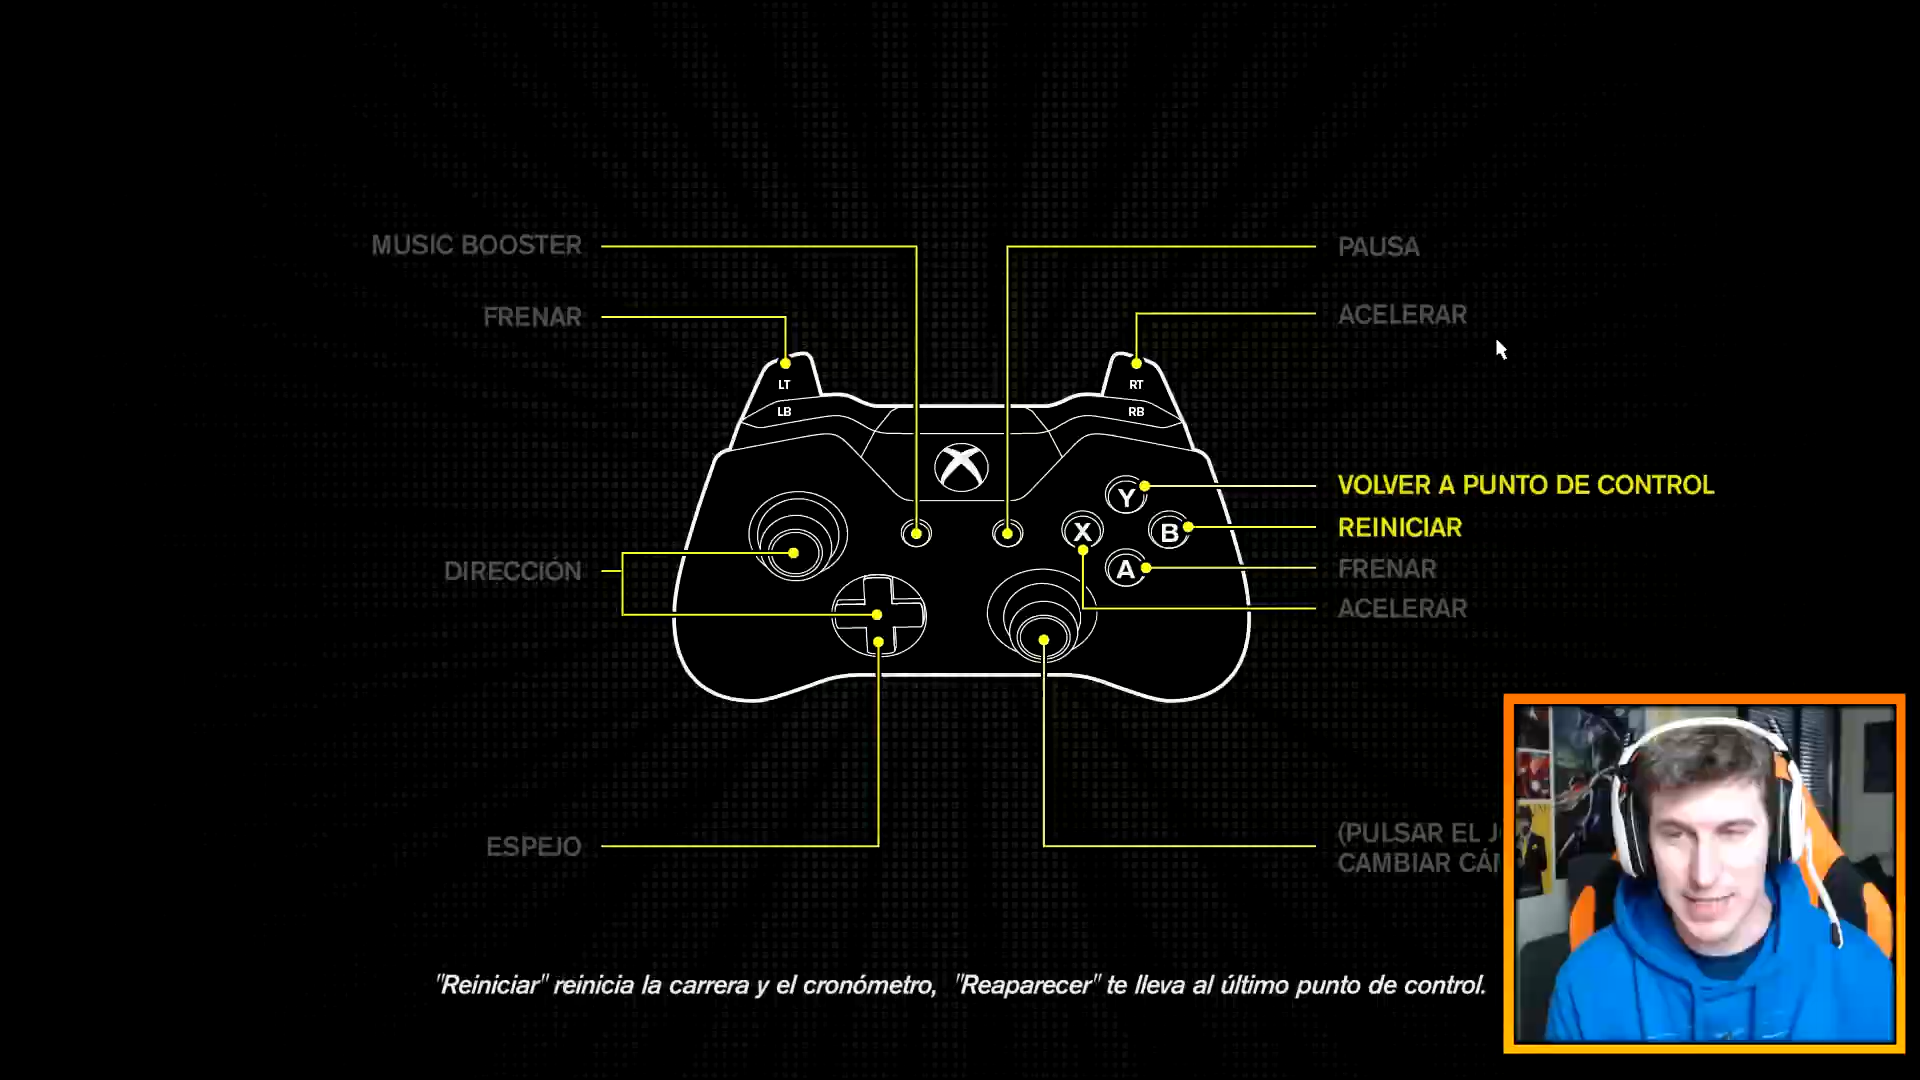 MUSIC BOOSTER
PAUSA
FRENAR
ACELERAR
LT
RT
LB
RB
VOLVER A PUNTO DE CONTROL
Y
REINICIAR
X
B
DIRECCIÓN
A
FRENAR
ACELERAR
ESPEJO
(PULSAR EL
CAMBIAR
"Reiniciar" reinicia la carrera y el cronómetro, "Reaparecer" te lleva al último punto de control.